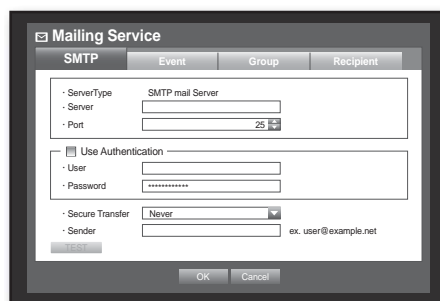 Mailing Service
SMTP Event Group Recipient
· ServerType SMTP mail Server
· Server
· Port 25
Use Authentication
· User
· Password ************
· Secure Transfer Never
· Sender ex. user@example.net
TEST
OK Cancel